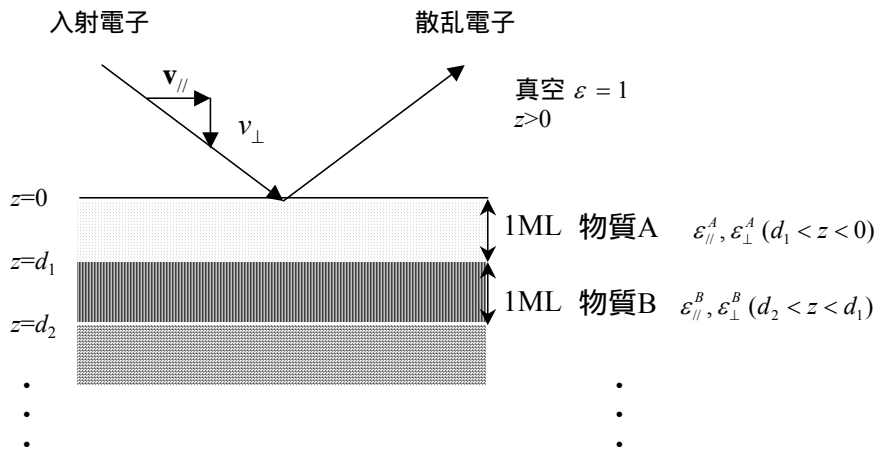 入射電子
散乱電子
v//
v⊥
真空 ε = 1
z>0
z=0
1ML 物質A ε//^A, ε⊥^A (d₁ < z < 0)
z=d₁
1ML 物質B ε//^B, ε⊥^B (d₂ < z < d₁)
z=d₂